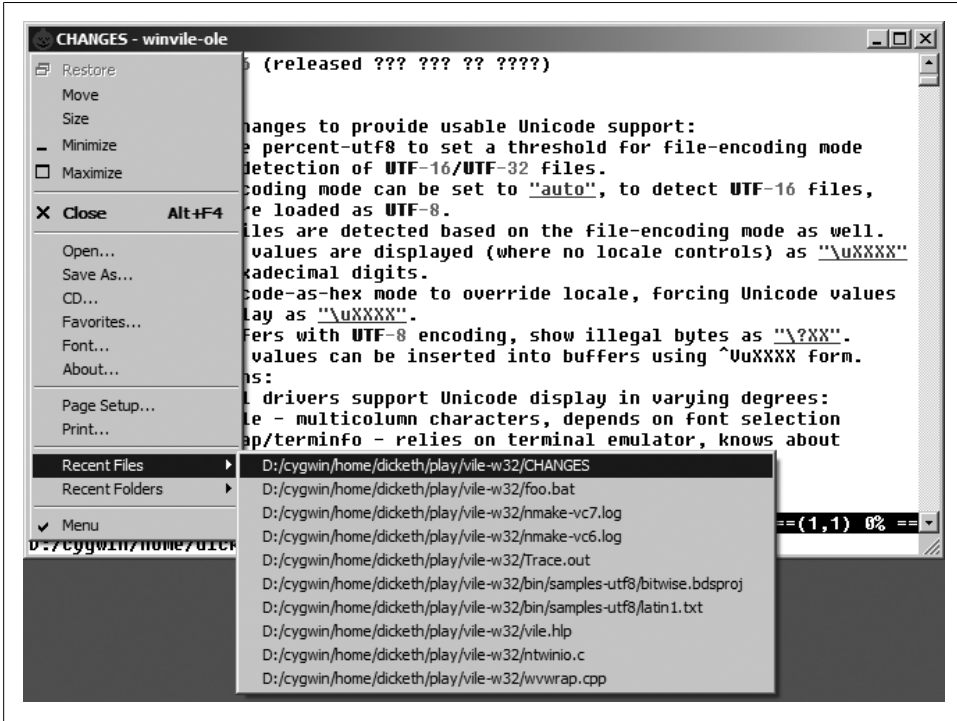 CHANGES - winvile-ole
Restore
Move
Size
Minimize
Maximize
Close Alt+F4
Open...
Save As...
CD...
Favorites...
Font...
About...
Page Setup...
Print...
Recent Files
Recent Folders
Menu
(released ??? ??? ?? ????)
hanges to provide usable Unicode support:
percent-utf8 to set a threshold for file-encoding mode
detection of UTF-16/UTF-32 files.
coding mode can be set to "auto", to detect UTF-16 files,
re loaded as UTF-8.
iles are detected based on the file-encoding mode as well.
values are displayed (where no locale controls) as "\uXXXX"
xadecimal digits.
code-as-hex mode to override locale, forcing Unicode values
lay as "\uXXXX".
fers with UTF-8 encoding, show illegal bytes as "\?XX".
values can be inserted into buffers using ^VuXXXX form.
ns:
l drivers support Unicode display in varying degrees:
le - multicolumn characters, depends on font selection
ap/terminfo - relies on terminal emulator, knows about
==(1,1) 0% ==
D:/cygwin/home/dick
D:/cygwin/home/dicketh/play/vile-w32/CHANGES
D:/cygwin/home/dicketh/play/vile-w32/foo.bat
D:/cygwin/home/dicketh/play/vile-w32/nmake-vc7.log
D:/cygwin/home/dicketh/play/vile-w32/nmake-vc6.log
D:/cygwin/home/dicketh/play/vile-w32/Trace.out
D:/cygwin/home/dicketh/play/vile-w32/bin/samples-utf8/bitwise.bdsproj
D:/cygwin/home/dicketh/play/vile-w32/bin/samples-utf8/latin1.txt
D:/cygwin/home/dicketh/play/vile-w32/vile.hlp
D:/cygwin/home/dicketh/play/vile-w32/ntwinio.c
D:/cygwin/home/dicketh/play/vile-w32/wvwrap.cpp